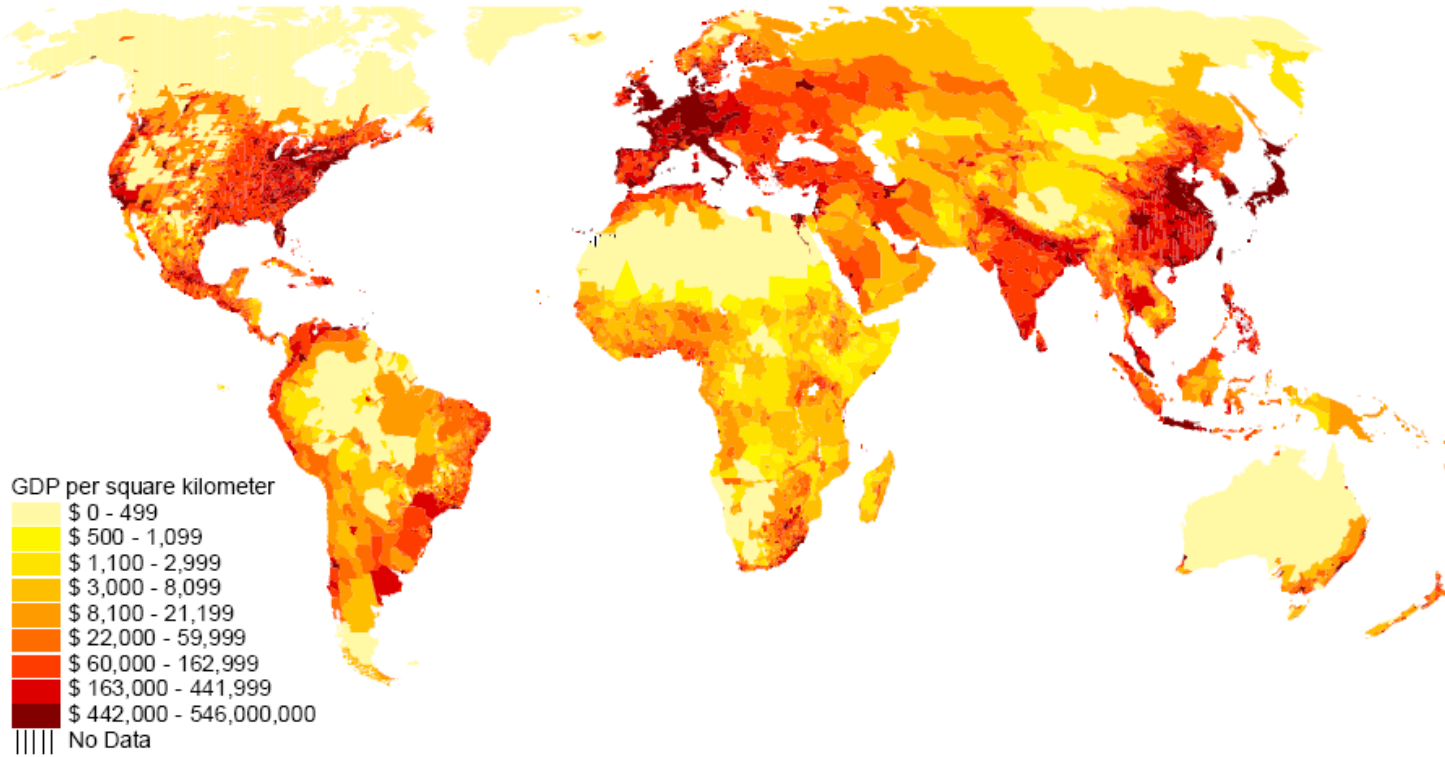 GDP per square kilometer
$ 0 - 499
$ 500 - 1,099
$ 1,100 - 2,999
$ 3,000 - 8,099
$ 8,100 - 21,199
$ 22,000 - 59,999
$ 60,000 - 162,999
$ 163,000 - 441,999
$ 442,000 - 546,000,000
No Data